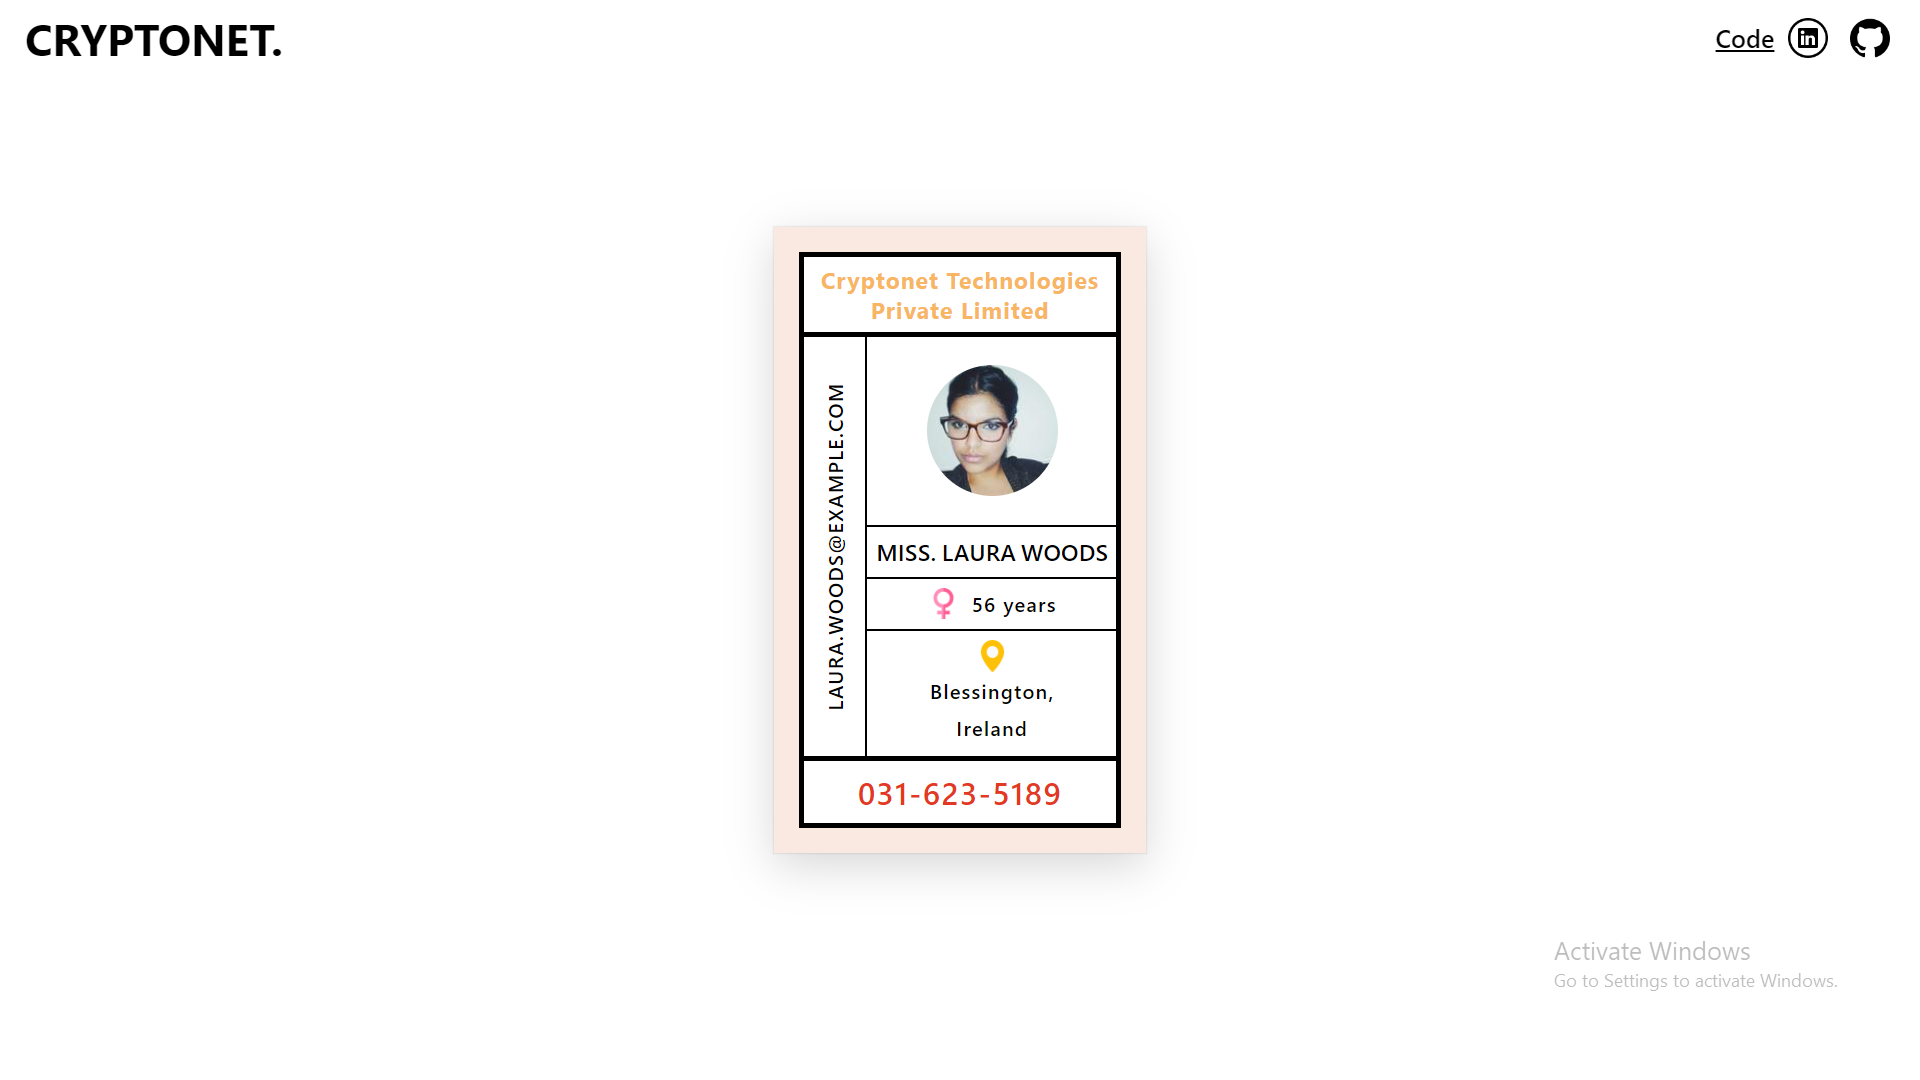 CRYPTONET.
Code
Cryptonet Technologies
Private Limited
LAURA.WOODS@EXAMPLE.COM
MISS. LAURA WOODS
56 years
Blessington,
Ireland
031-623-5189
Activate Windows
Go to Settings to activate Windows.